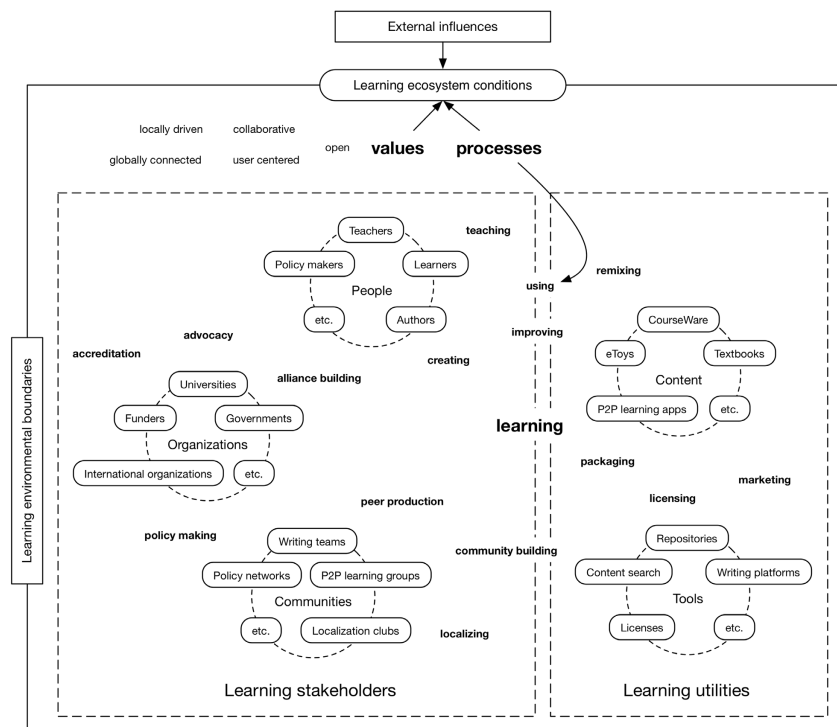 External influences
Learning ecosystem conditions
locally driven
collaborative
open
values
processes
globally connected
user centered
Teachers
teaching
Policy makers
Learners
People
remixing
using
etc.
Authors
CourseWare
advocacy
improving
accreditation
creating
eToys
Textbooks
alliance building
Content
Universities
Funders
Governments
P2P learning apps
etc.
learning
Organizations
packaging
International organizations
etc.
marketing
licensing
peer production
policy making
Writing teams
Repositories
community building
Policy networks
P2P learning groups
Content search
Writing platforms
Communities
Tools
etc.
Localization clubs
localizing
Licenses
etc.
Learning stakeholders
Learning utilities
Learning environmental boundaries